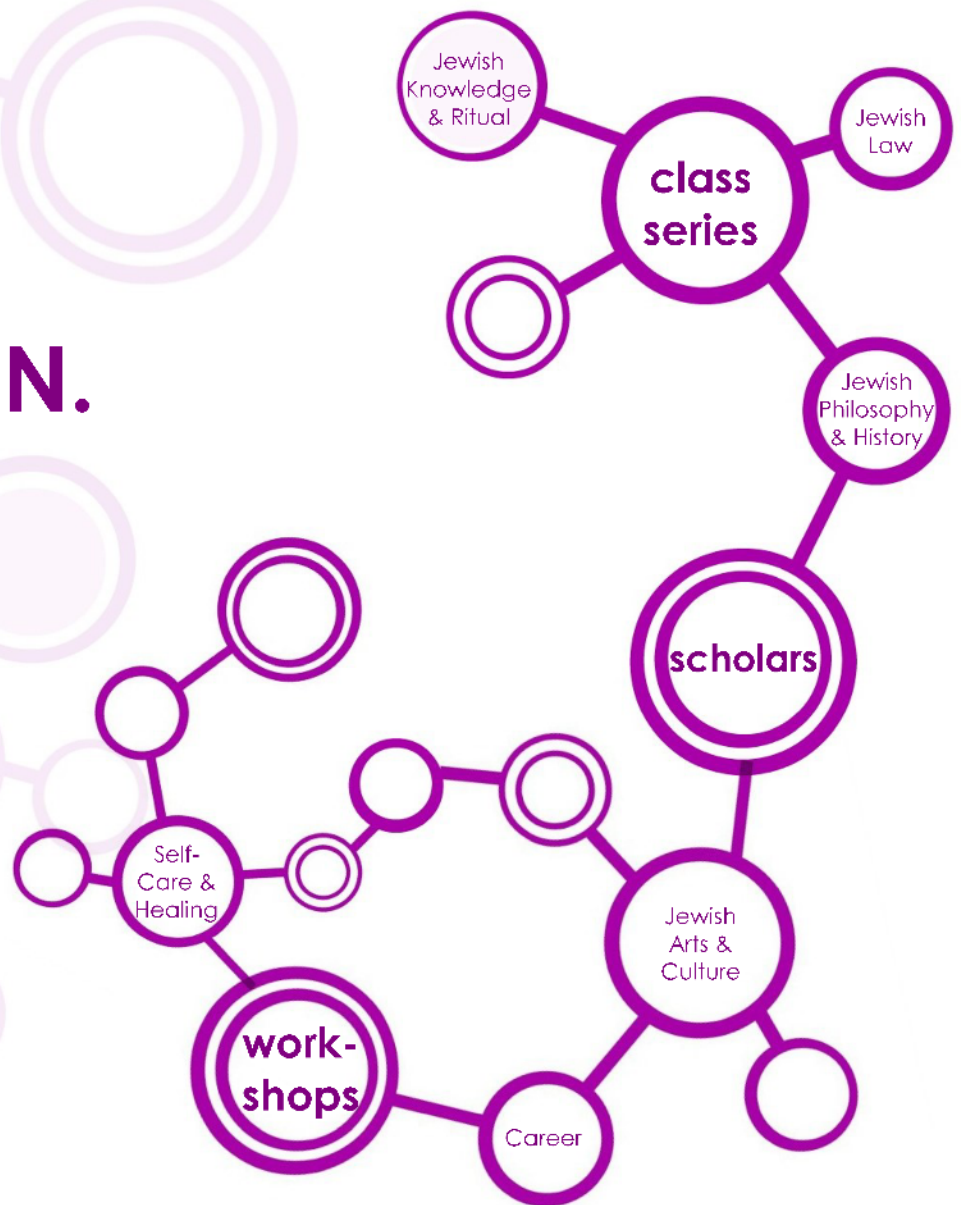 Jewish
Knowledge
& Ritual
Jewish
Law
class
series
N.
Jewish
Philosophy
& History
scholars
Self-
Care &
Healing
Jewish
Arts &
Culture
work-
shops
Career